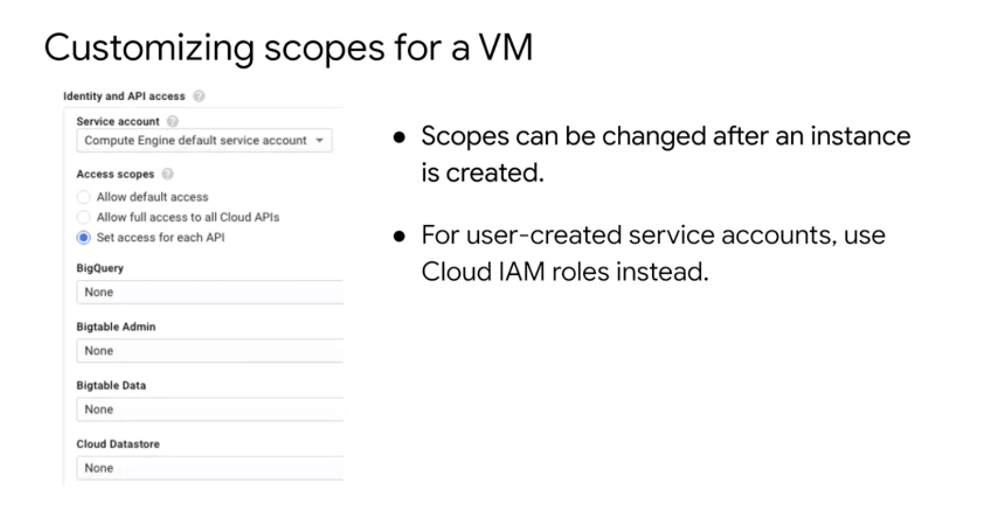 Customizing scopes for a VM
Identity and API access ?
Service account ?
Compute Engine default service account
Access scopes ?
Allow default access
Allow full access to all Cloud APIs
Set access for each API
BigQuery
None
Bigtable Admin
None
Bigtable Data
None
Cloud Datastore
None
● Scopes can be changed after an instance
is created.
● For user-created service accounts, use
Cloud IAM roles instead.